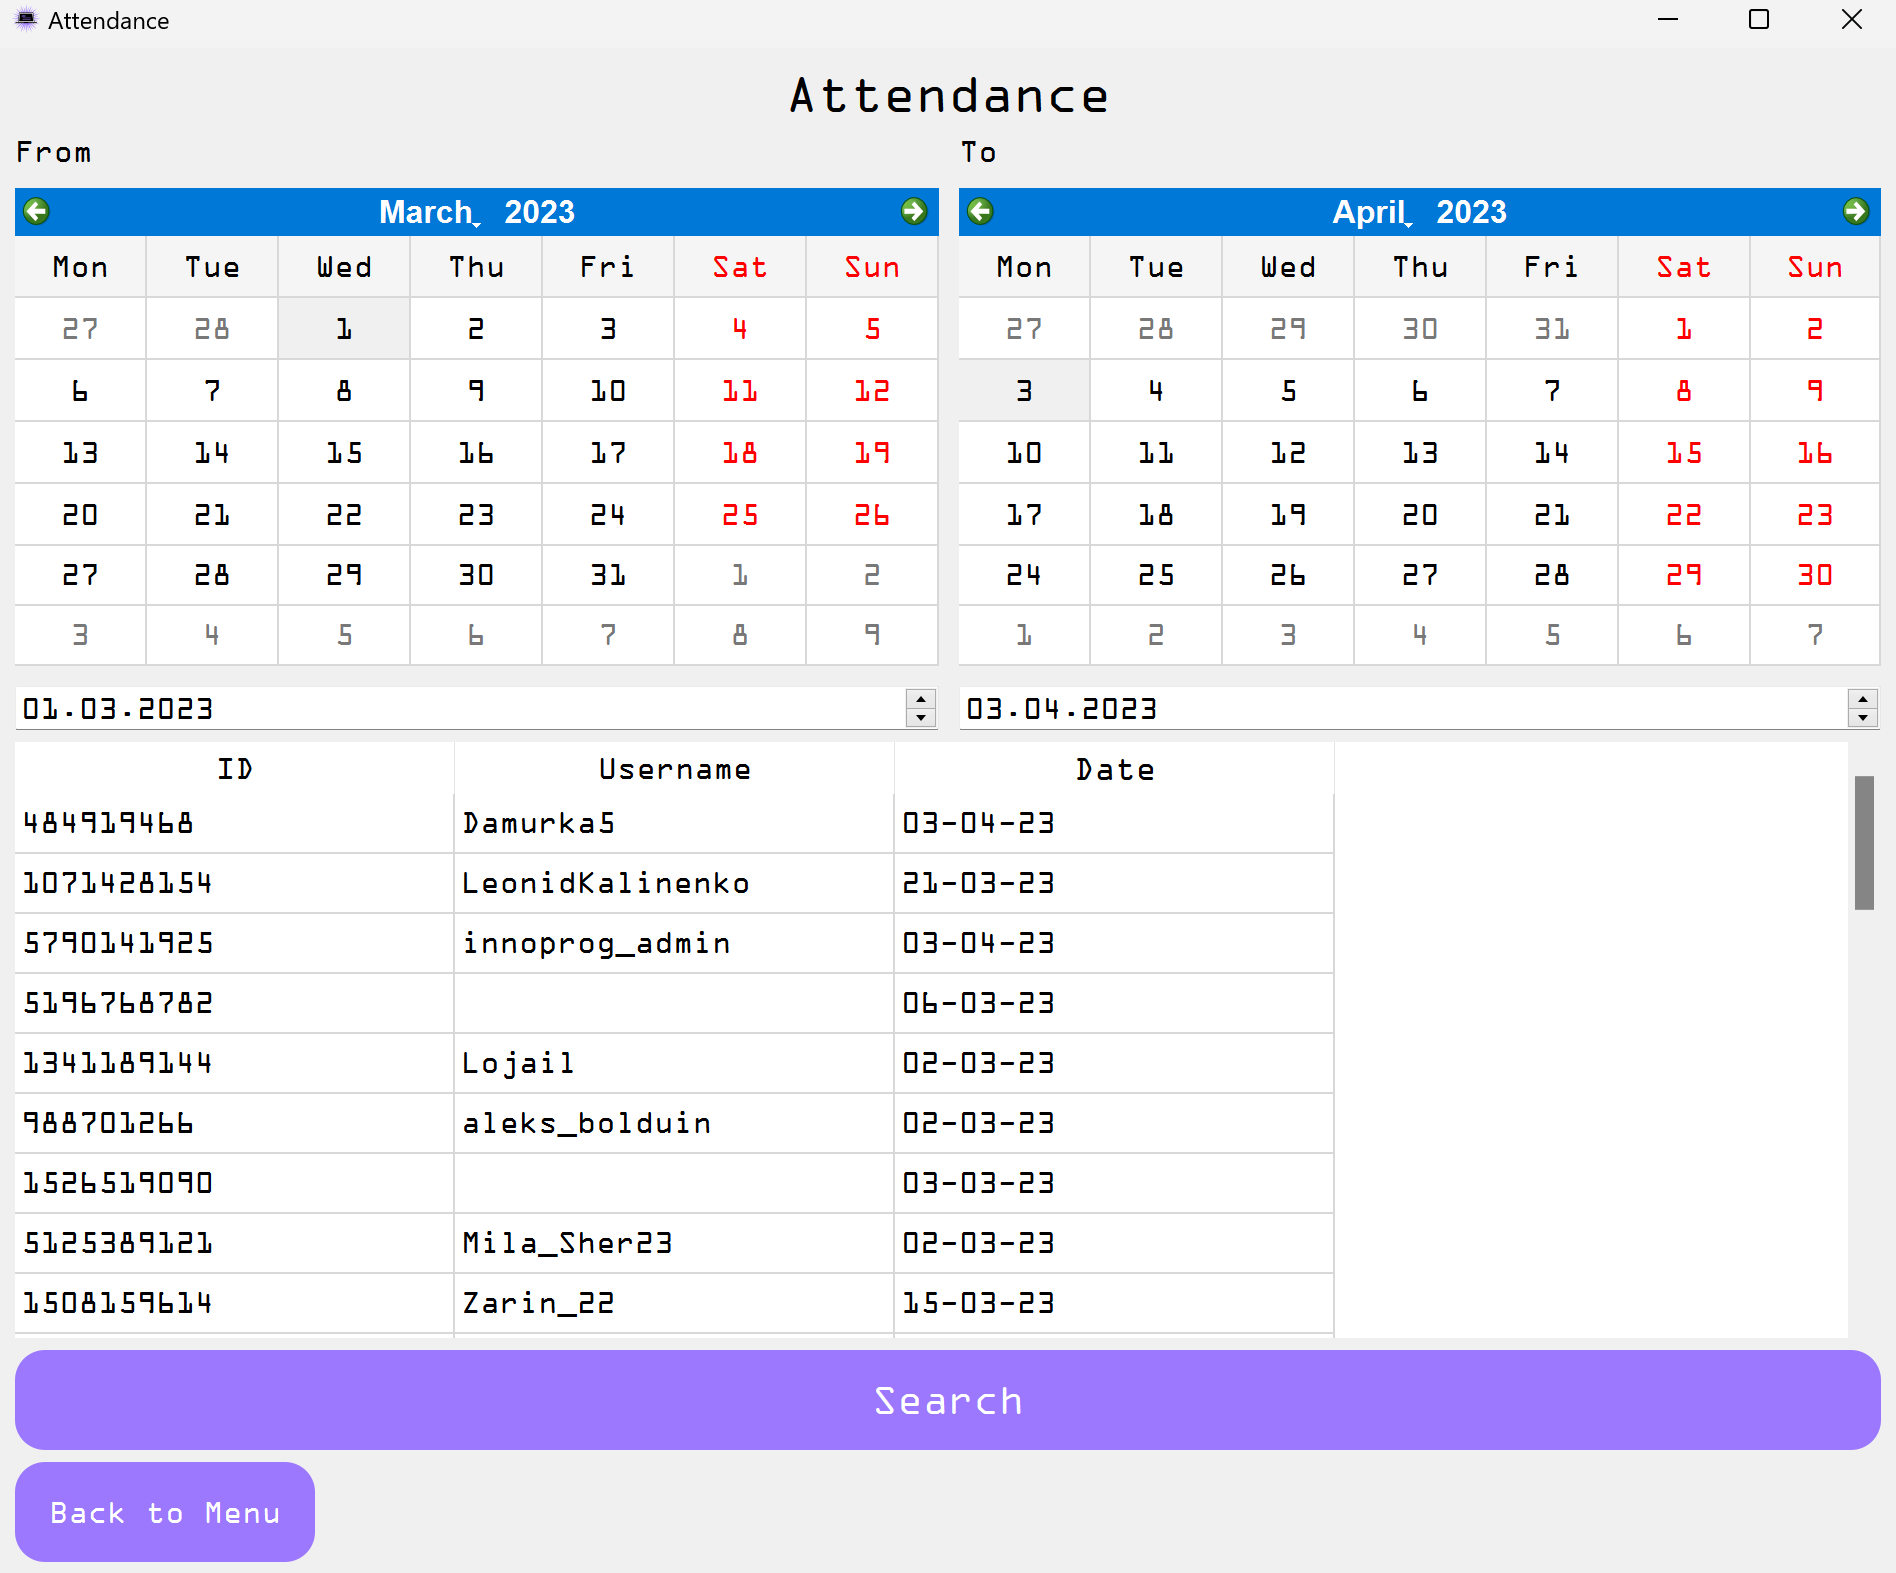 Attendance
Attendance
From
To
March 2023
April 2023
Mon Tue Wed Thu Fri Sat Sun
27 28 1 2 3 4 5
6 7 8 9 10 11 12
13 14 15 16 17 18 19
20 21 22 23 24 25 26
27 28 29 30 31 1 2
3 4 5 6 7 8 9
Mon Tue Wed Thu Fri Sat Sun
27 28 29 30 31 1 2
3 4 5 6 7 8 9
10 11 12 13 14 15 16
17 18 19 20 21 22 23
24 25 26 27 28 29 30
1 2 3 4 5 6 7
01.03.2023
03.04.2023
ID Username Date
484919468 Damurka5 03-04-23
1071428154 LeonidKalinenko 21-03-23
5790141925 innoprog_admin 03-04-23
5196768782 06-03-23
1341189144 Lojail 02-03-23
988701266 aleks_bolduin 02-03-23
1526519090 03-03-23
5125389121 Mila_Sher23 02-03-23
1508159614 Zarin_22 15-03-23
Search
Back to Menu